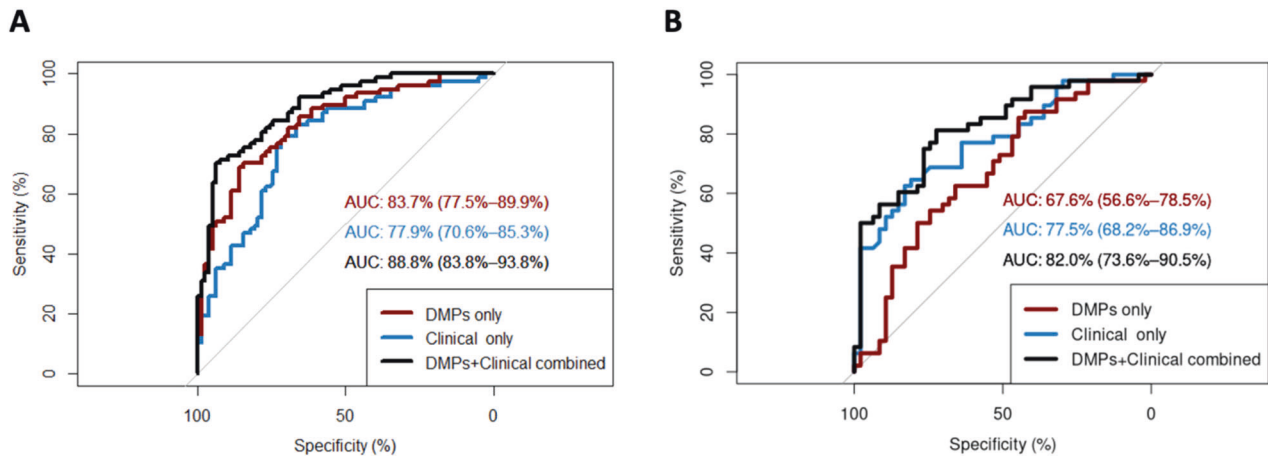 A
Sensitivity (%)
100
80
60
40
20
0
AUC: 83.7% (77.5%–89.9%)
AUC: 77.9% (70.6%–85.3%)
AUC: 88.8% (83.8%–93.8%)
DMPs only
Clinical only
DMPs+Clinical combined
100
50
0
Specificity (%)
B
Sensitivity (%)
100
80
60
40
20
0
AUC: 67.6% (56.6%–78.5%)
AUC: 77.5% (68.2%–86.9%)
AUC: 82.0% (73.6%–90.5%)
DMPs only
Clinical only
DMPs+Clinical combined
100
50
0
Specificity (%)